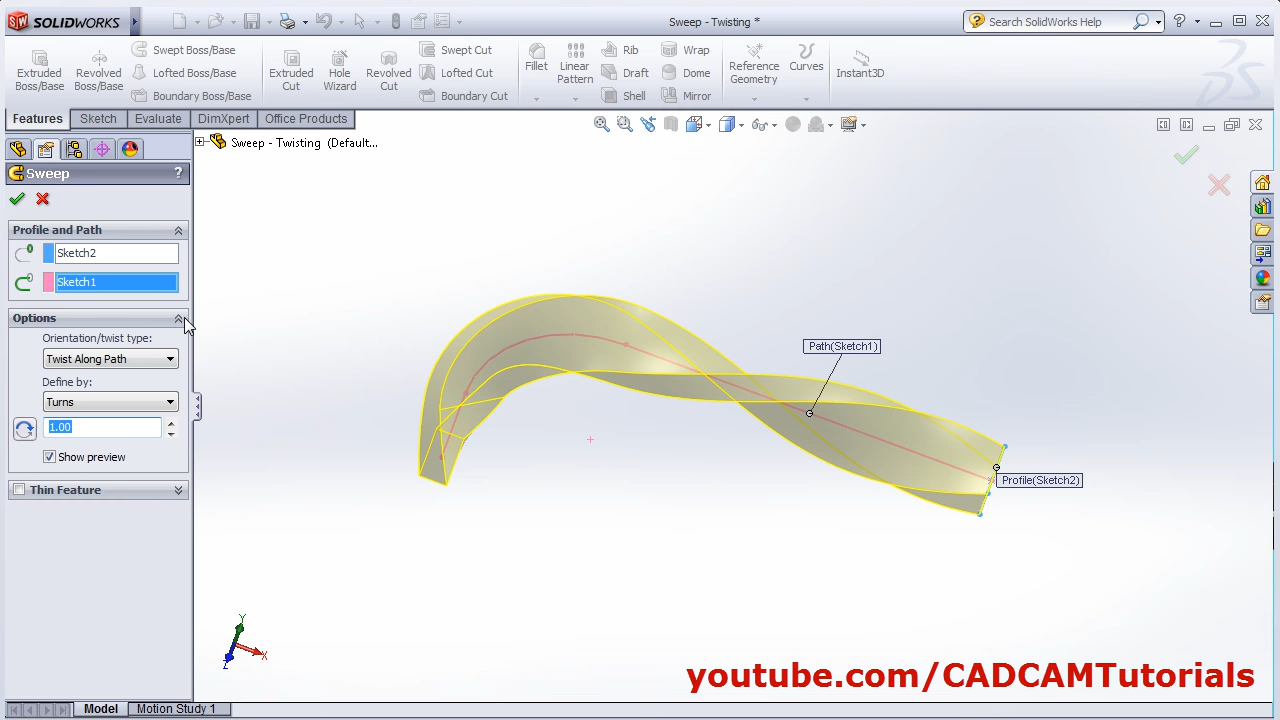 SOLIDWORKS
Sweep - Twisting *
Search SolidWorks Help
?
Extruded Boss/Base
Revolved Boss/Base
Swept Boss/Base
Lofted Boss/Base
Boundary Boss/Base
Extruded Cut
Hole Wizard
Revolved Cut
Swept Cut
Lofted Cut
Boundary Cut
Fillet
Linear Pattern
Rib
Draft
Shell
Wrap
Dome
Mirror
Reference Geometry
Curves
Instant3D
Features
Sketch
Evaluate
DimXpert
Office Products
Sweep - Twisting (Default...
Sweep
?
Profile and Path
Sketch2
Sketch1
Options
Orientation/twist type:
Twist Along Path
Define by:
Turns
1.00
Show preview
Thin Feature
Path(Sketch1)
Profile(Sketch2)
Y
X
Z
youtube.com/CADCAMTutorials
Model
Motion Study 1